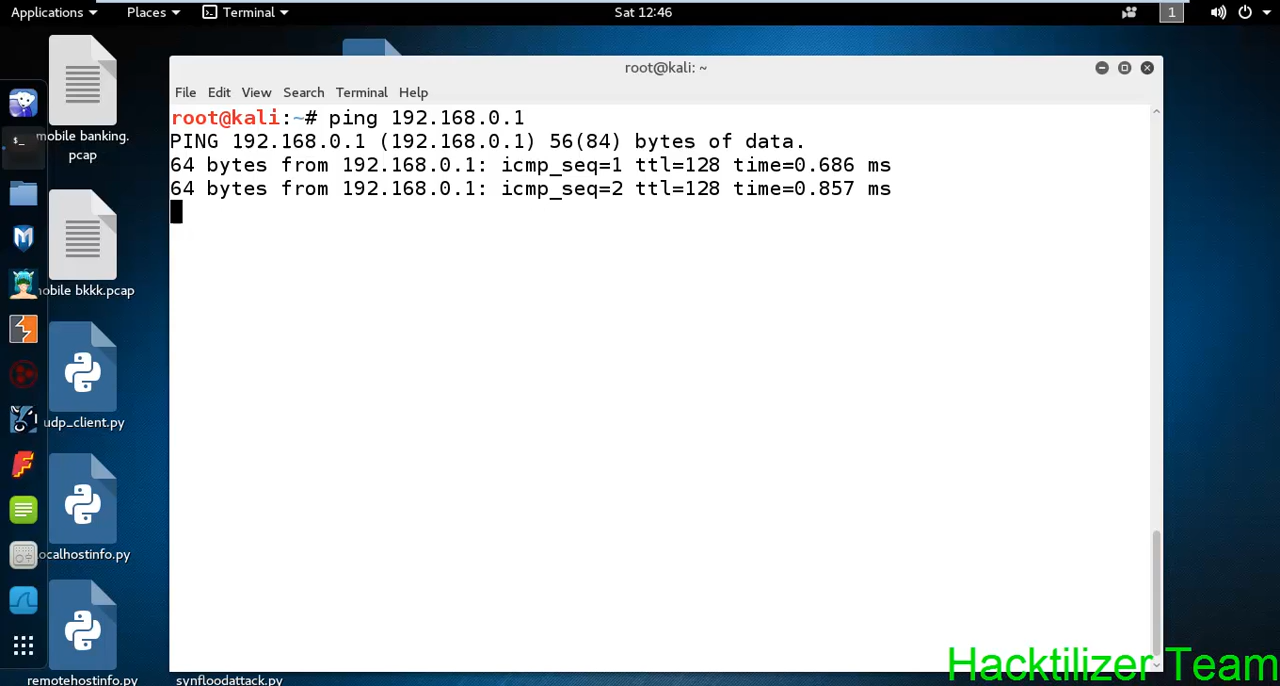 Applications Places Terminal Sat 12:46 1
root@kali: ~
File Edit View Search Terminal Help
root@kali:~# ping 192.168.0.1
PING 192.168.0.1 (192.168.0.1) 56(84) bytes of data.
64 bytes from 192.168.0.1: icmp_seq=1 ttl=128 time=0.686 ms
64 bytes from 192.168.0.1: icmp_seq=2 ttl=128 time=0.857 ms
mobile banking.
pcap
obile bkkk.pcap
udp_client.py
ocalhostinfo.py
remotehostinfo.py
synfloodattack.py
Hacktilizer Team